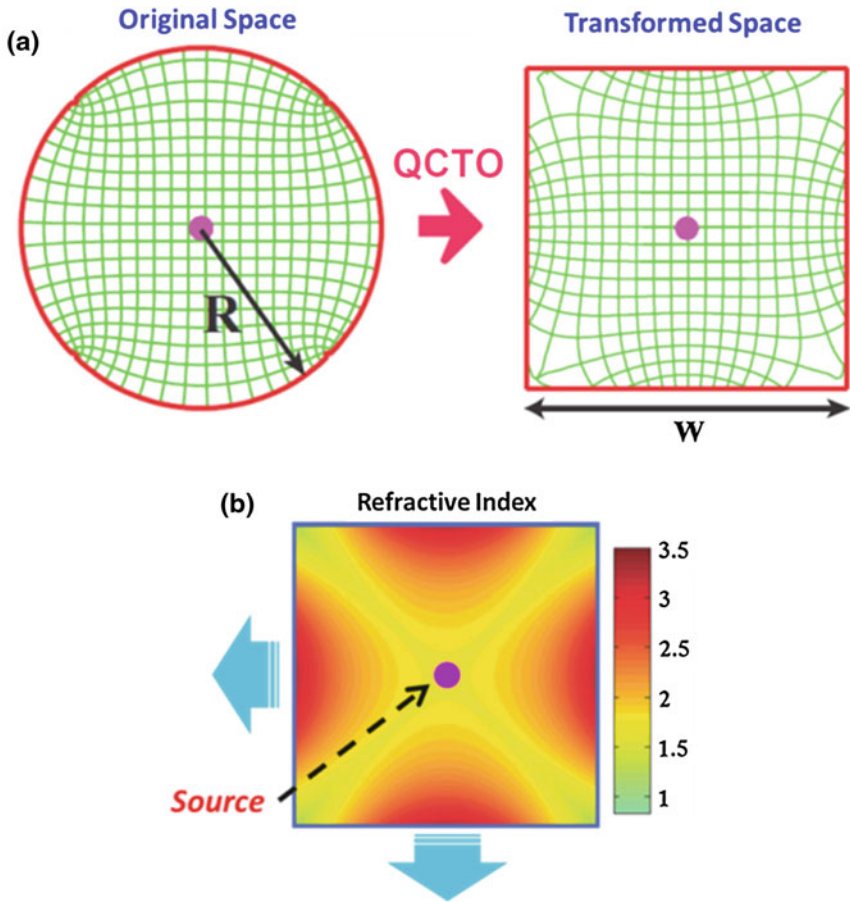 Original Space
Transformed Space
(a)
QCTO
R
W
(b)
Refractive Index
3.5
3
2.5
2
1.5
1
Source